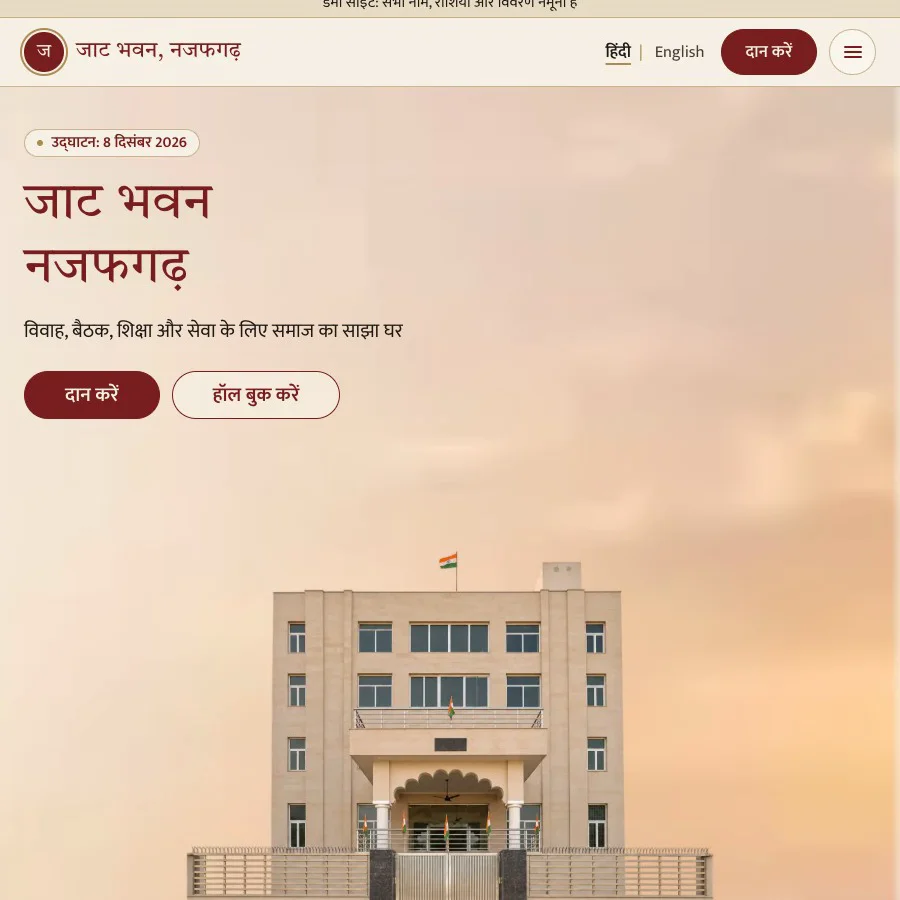 डेमो साइट: सभी नाम, राशियाँ और विवरण नमूना हैं
ज
जाट भवन, नजफगढ़
हिंदी | English
दान करें
उद्घाटन: 8 दिसंबर 2026
जाट भवन
नजफगढ़
विवाह, बैठक, शिक्षा और सेवा के लिए समाज का साझा घर
दान करें
हॉल बुक करें